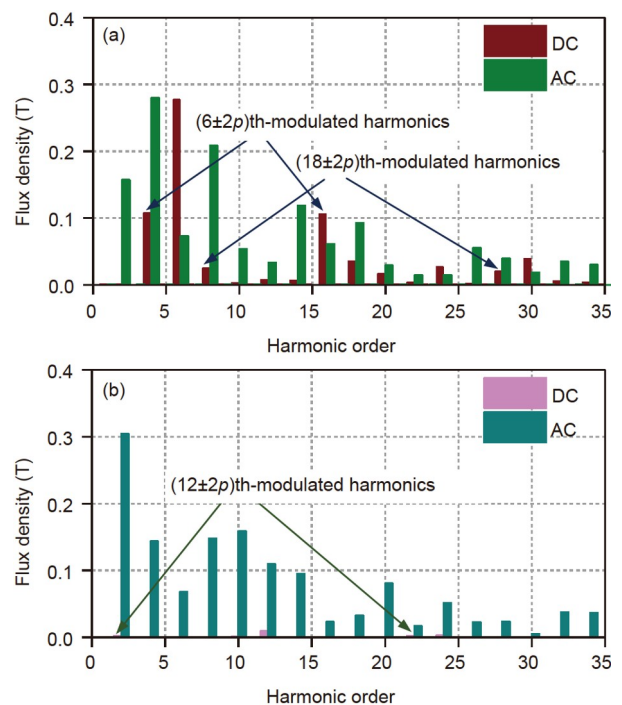 0.4
(a)
DC
AC
0.3
(6±2p)th-modulated harmonics
(18±2p)th-modulated harmonics
0.2
0.1
0.0
Flux density (T)
0 5 10 15 20 25 30 35
Harmonic order
0.4
(b)
DC
AC
0.3
(12±2p)th-modulated harmonics
0.2
0.1
0.0
Flux density (T)
0 5 10 15 20 25 30 35
Harmonic order